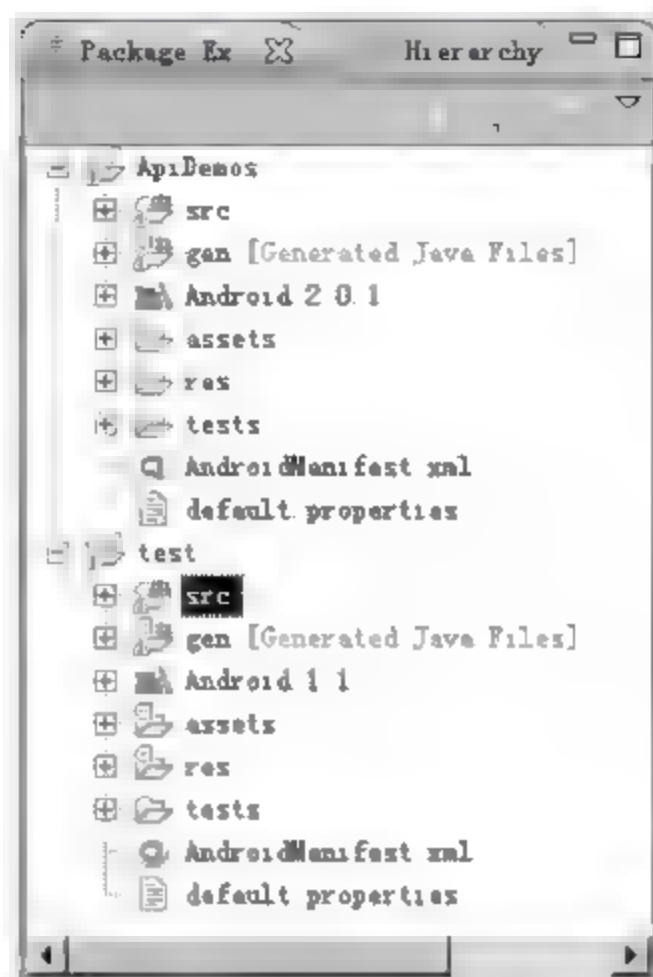 Package Ex Hierarchy
ApiDemos
src
gen [Generated Java Files]
Android 2.0.1
assets
res
tests
AndroidManifest.xml
default.properties
test
src
gen [Generated Java Files]
Android 1.1
assets
res
tests
AndroidManifest.xml
default.properties